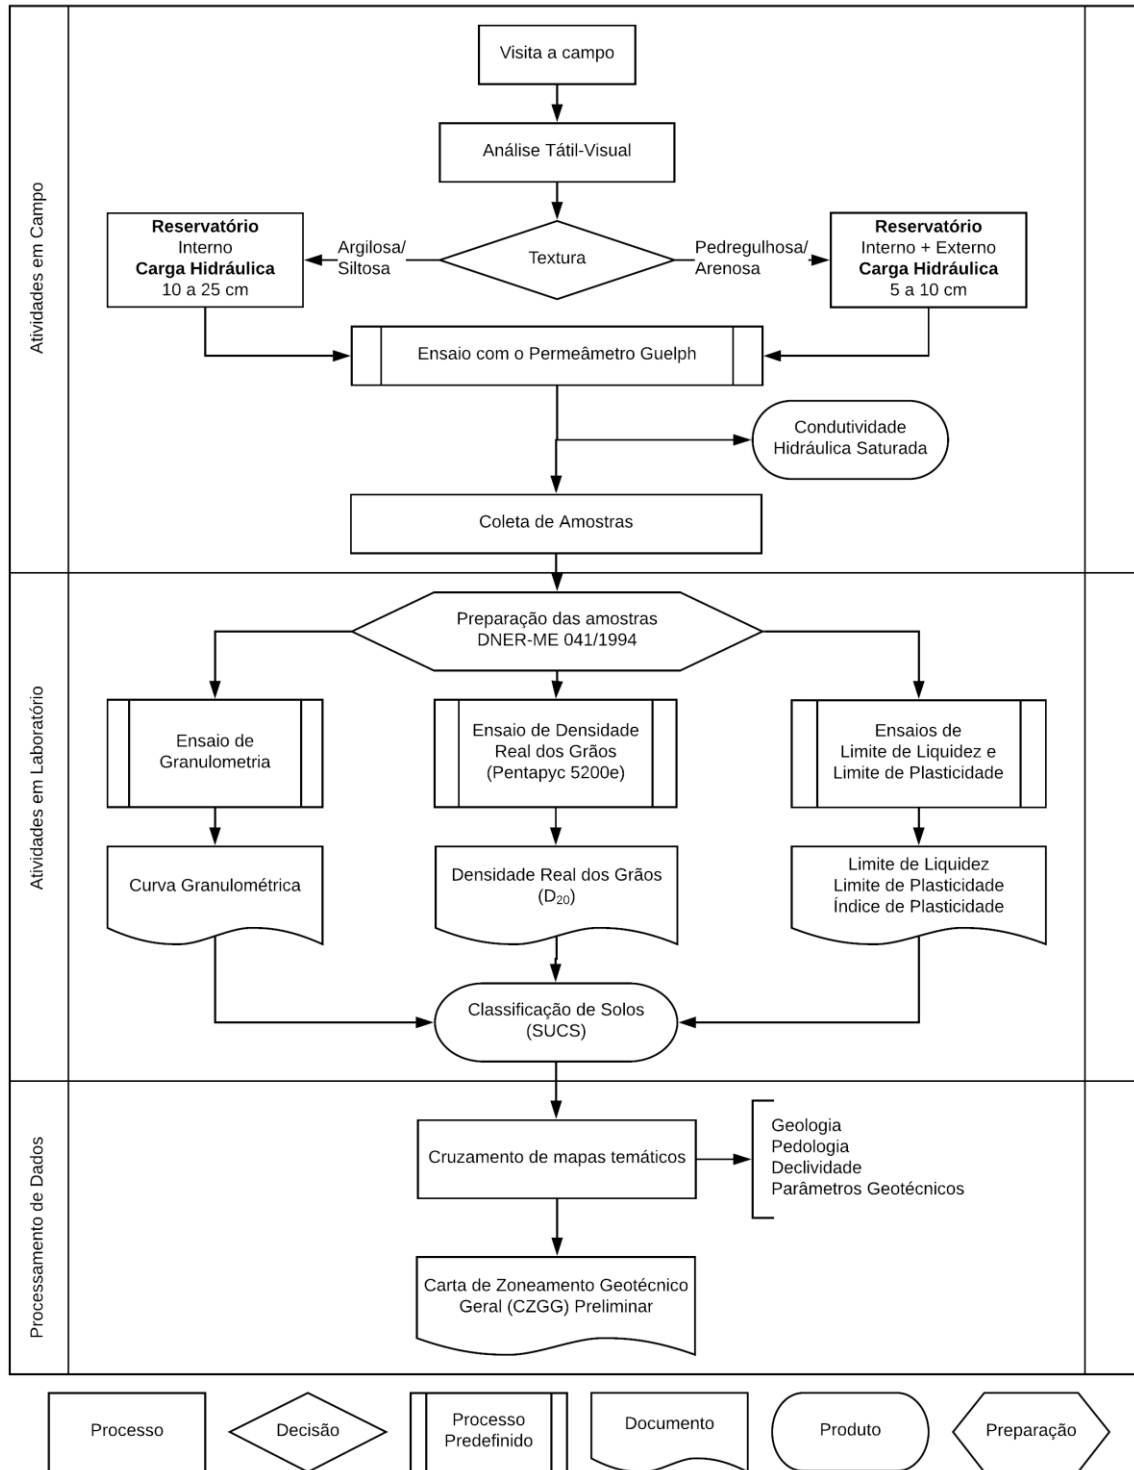 Atividades em Campo
Visita a campo
Análise Tátil-Visual
Reservatório
Interno
Carga Hidráulica
10 a 25 cm
Argilosa/
Siltosa
Textura
Pedregulhosa/
Arenosa
Reservatório
Interno + Externo
Carga Hidráulica
5 a 10 cm
Ensaio com o Permeâmetro Guelph
Condutividade
Hidráulica Saturada
Coleta de Amostras
Atividades em Laboratório
Preparação das amostras
DNER-ME 041/1994
Ensaio de
Granulometria
Ensaio de Densidade
Real dos Grãos
(Pentapyc 5200e)
Ensaios de
Limite de Liquidez e
Limite de Plasticidade
Curva Granulométrica
Densidade Real dos Grãos
(D₂₀)
Limite de Liquidez
Limite de Plasticidade
Índice de Plasticidade
Classificação de Solos
(SUCS)
Processamento de Dados
Cruzamento de mapas temáticos
Geologia
Pedologia
Declividade
Parâmetros Geotécnicos
Carta de Zoneamento Geotécnico
Geral (CZGG) Preliminar
Processo
Decisão
Processo
Predefinido
Documento
Produto
Preparação